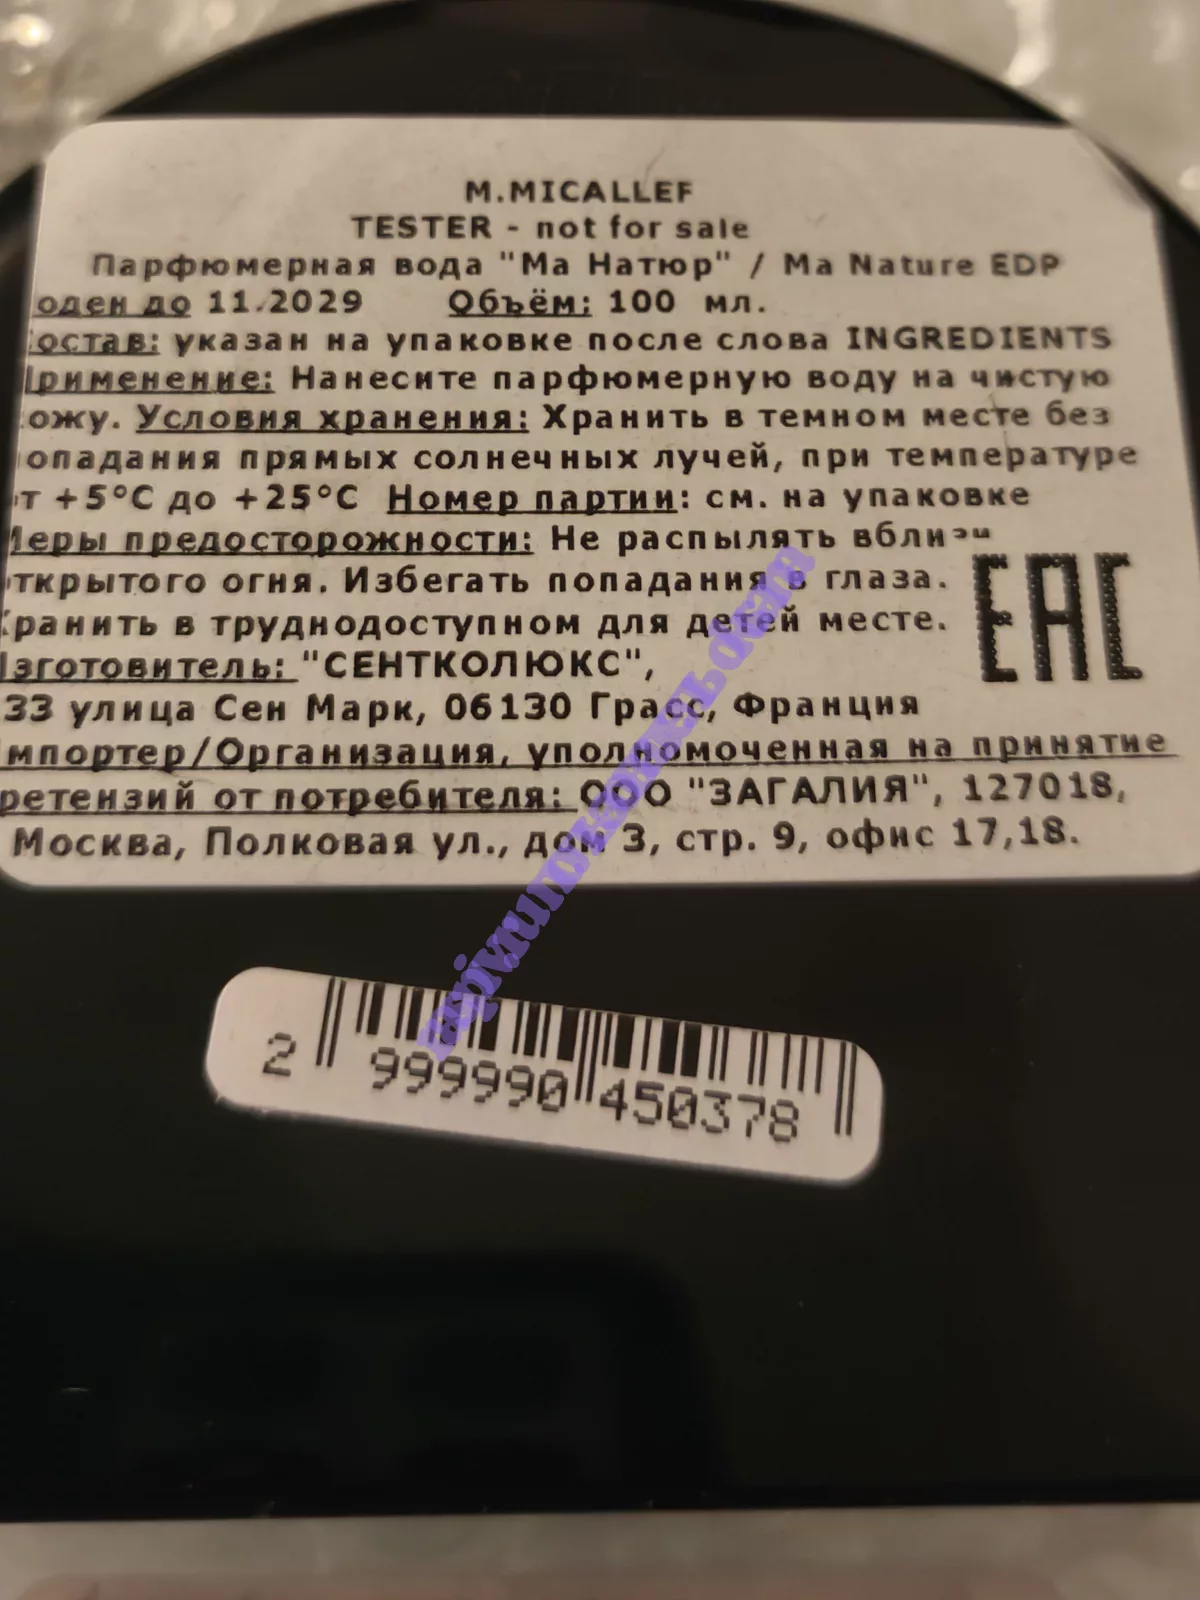 M.MICALLEF
TESTER - not for sale
Парфюмерная вода "Ма Натюр" / Ma Nature EDP
оден до 11.2029 Объём: 100 мл.
остав: указан на упаковке после слова INGREDIENTS
рименение: Нанесите парфюмерную воду на чистую
ожу. Условия хранения: Хранить в темном месте без
опадания прямых солнечных лучей, при температуре
т +5°C до +25°C Номер партии: см. на упаковке
еры предосторожности: Не распылять вблизи
ткрытого огня. Избегать попадания в глаза.
ранить в труднодоступном для детей месте.
EAC
зготовитель: "СЕНТКОЛЮКС",
33 улица Сен Марк, 06130 Грасс, Франция
мпортер/Организация, уполномоченная на принятие
ретензий от потребителя: ООО "ЗАГАЛИЯ", 127018,
Москва, Полковая ул., дом 3, стр. 9, офис 17,18.
2 999990 450378